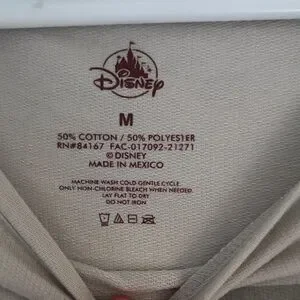 Disney
M
50% COTTON / 50% POLYESTER
RN#84167 FAC-017092-21271
© DISNEY
MADE IN MEXICO
MACHINE WASH COLD GENTLE CYCLE
ONLY NON-CHLORINE BLEACH WHEN NEEDED
LAY FLAT TO DRY
DO NOT IRON